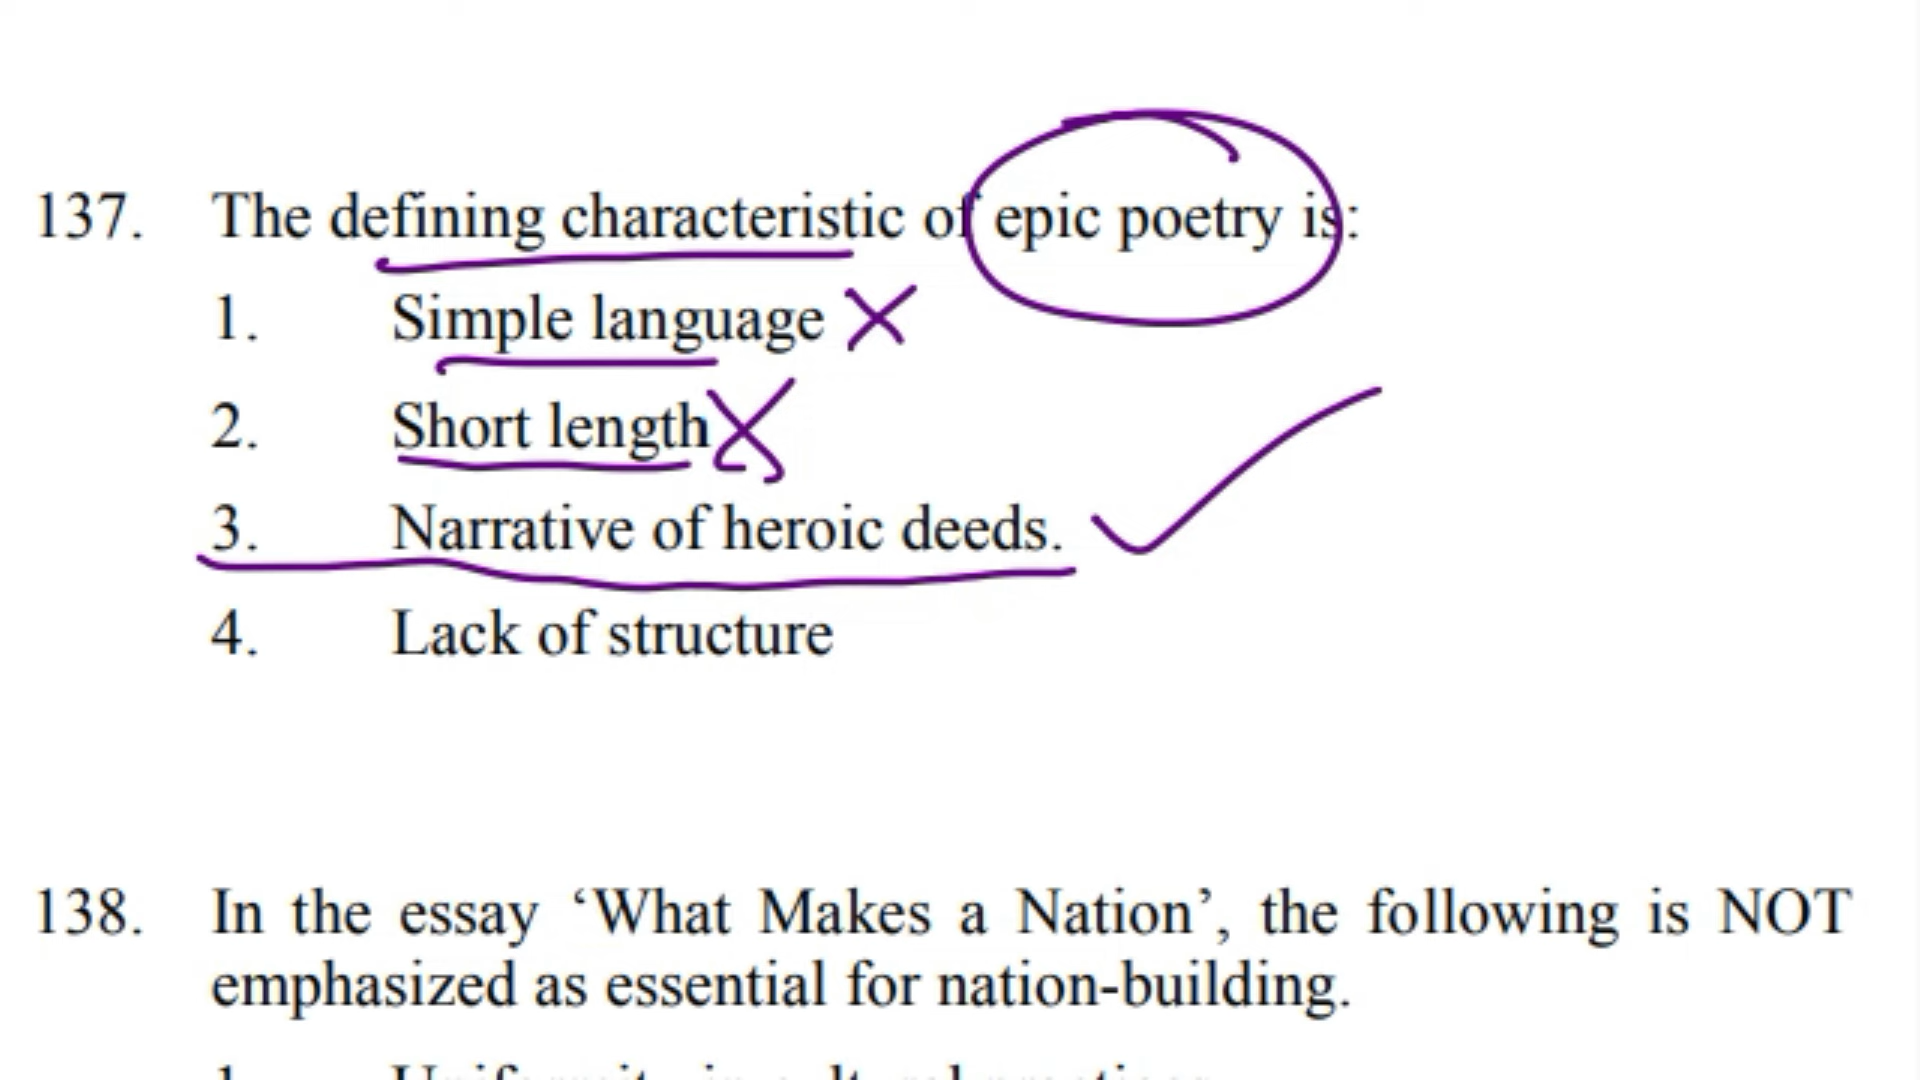 137. The defining characteristic of epic poetry is:
1. Simple language
2. Short length
3. Narrative of heroic deeds.
4. Lack of structure
138. In the essay ‘What Makes a Nation’, the following is NOT
emphasized as essential for nation-building.